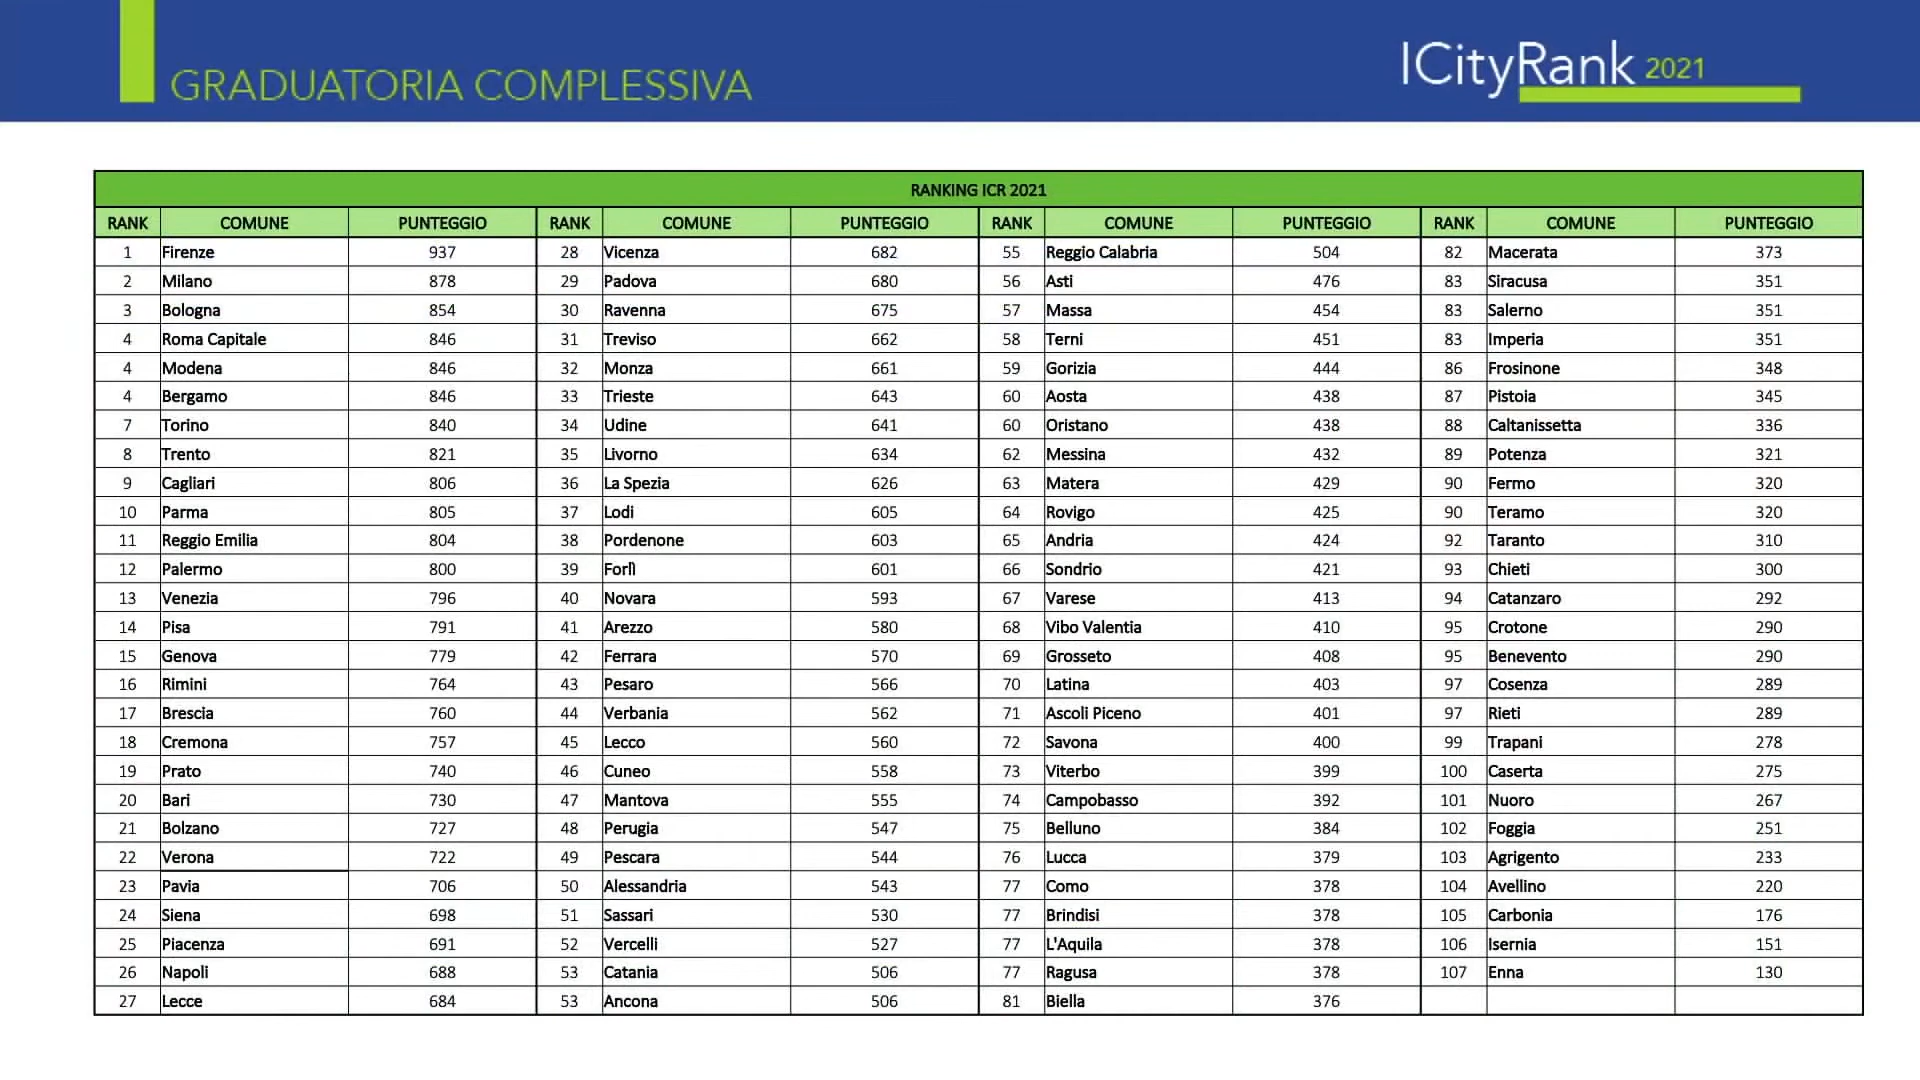 GRADUATORIA COMPLESSIVA
ICityRank 2021
RANKING ICR 2021
RANK COMUNE PUNTEGGIO RANK COMUNE PUNTEGGIO RANK COMUNE PUNTEGGIO RANK COMUNE PUNTEGGIO
1 Firenze 937 28 Vicenza 682 55 Reggio Calabria 504 82 Macerata 373
2 Milano 878 29 Padova 680 56 Asti 476 83 Siracusa 351
3 Bologna 854 30 Ravenna 675 57 Massa 454 83 Salerno 351
4 Roma Capitale 846 31 Treviso 662 58 Terni 451 83 Imperia 351
4 Modena 846 32 Monza 661 59 Gorizia 444 86 Frosinone 348
4 Bergamo 846 33 Trieste 643 60 Aosta 438 87 Pistoia 345
7 Torino 840 34 Udine 641 60 Oristano 438 88 Caltanissetta 336
8 Trento 821 35 Livorno 634 62 Messina 432 89 Potenza 321
9 Cagliari 806 36 La Spezia 626 63 Matera 429 90 Fermo 320
10 Parma 805 37 Lodi 605 64 Rovigo 425 90 Teramo 320
11 Reggio Emilia 804 38 Pordenone 603 65 Andria 424 92 Taranto 310
12 Palermo 800 39 Forlì 601 66 Sondrio 421 93 Chieti 300
13 Venezia 796 40 Novara 593 67 Varese 413 94 Catanzaro 292
14 Pisa 791 41 Arezzo 580 68 Vibo Valentia 410 95 Crotone 290
15 Genova 779 42 Ferrara 570 69 Grosseto 408 95 Benevento 290
16 Rimini 764 43 Pesaro 566 70 Latina 403 97 Cosenza 289
17 Brescia 760 44 Verbania 562 71 Ascoli Piceno 401 97 Rieti 289
18 Cremona 757 45 Lecco 560 72 Savona 400 99 Trapani 278
19 Prato 740 46 Cuneo 558 73 Viterbo 399 100 Caserta 275
20 Bari 730 47 Mantova 555 74 Campobasso 392 101 Nuoro 267
21 Bolzano 727 48 Perugia 547 75 Belluno 384 102 Foggia 251
22 Verona 722 49 Pescara 544 76 Lucca 379 103 Agrigento 233
23 Pavia 706 50 Alessandria 543 77 Como 378 104 Avellino 220
24 Siena 698 51 Sassari 530 77 Brindisi 378 105 Carbonia 176
25 Piacenza 691 52 Vercelli 527 77 L'Aquila 378 106 Isernia 151
26 Napoli 688 53 Catania 506 77 Ragusa 378 107 Enna 130
27 Lecce 684 53 Ancona 506 81 Biella 376